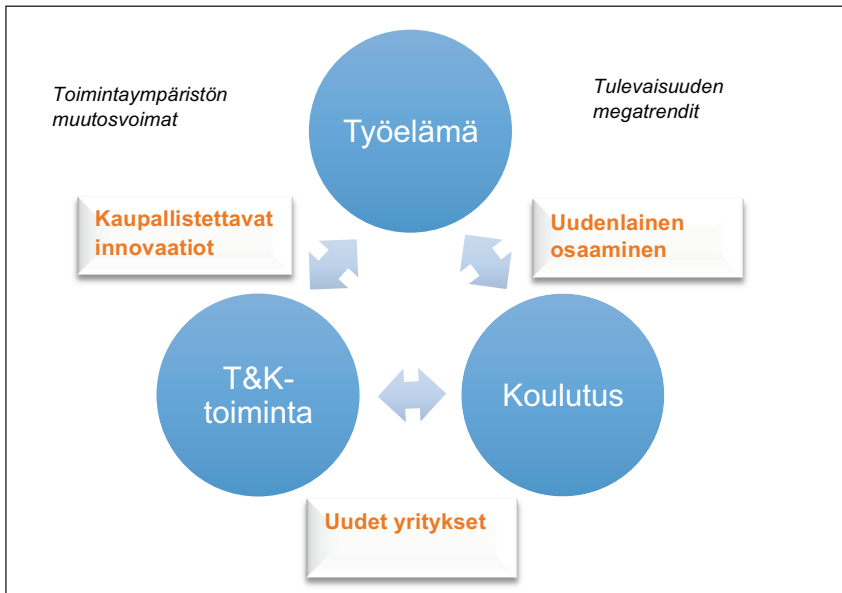 Toimintaympäristön
muutosvoimat
Tulevaisuuden
megatrendit
Työelämä
Kaupallistettavat
innovaatiot
Uudenlainen
osaaminen
T&K-
toiminta
Koulutus
Uudet yritykset